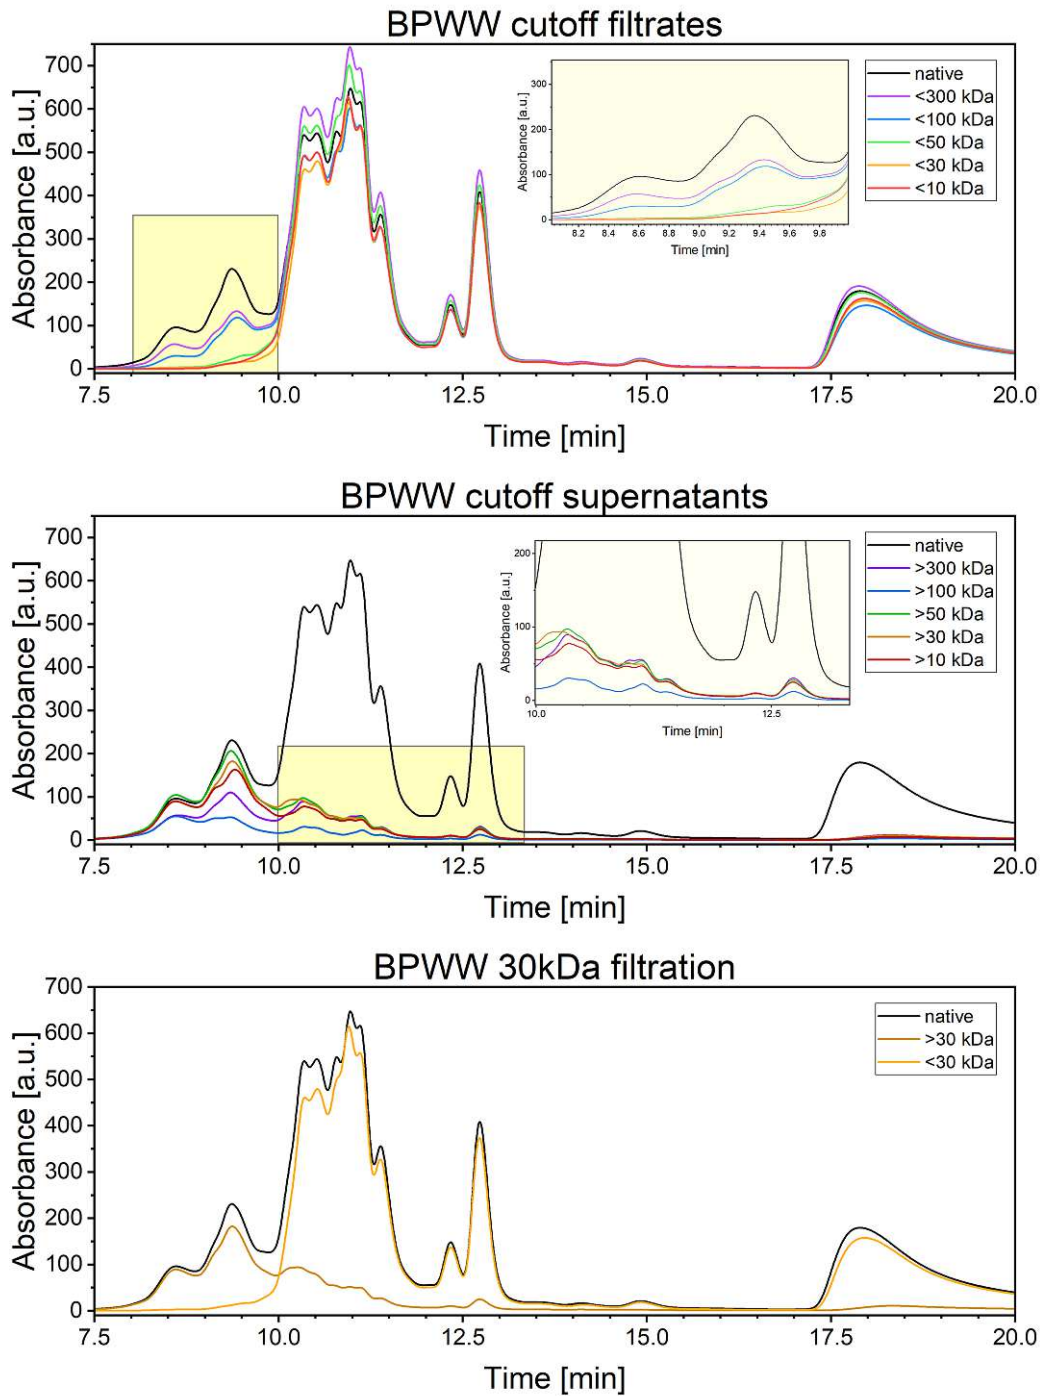 BPWW cutoff filtrates
700
600
500
400
300
200
100
0
Absorbance [a.u.]
7.5 10.0 12.5 15.0 17.5 20.0
Time [min]
300
200
100
0
Absorbance [a.u.]
8.2 8.4 8.6 8.8 9.0 9.2 9.4 9.6 9.8
Time [min]
native
<300 kDa
<100 kDa
<50 kDa
<30 kDa
<10 kDa
BPWW cutoff supernatants
700
600
500
400
300
200
100
0
Absorbance [a.u.]
7.5 10.0 12.5 15.0 17.5 20.0
Time [min]
200
100
0
Absorbance [a.u.]
10.0 12.5
Time [min]
native
>300 kDa
>100 kDa
>50 kDa
>30 kDa
>10 kDa
BPWW 30kDa filtration
700
600
500
400
300
200
100
0
Absorbance [a.u.]
7.5 10.0 12.5 15.0 17.5 20.0
Time [min]
native
>30 kDa
<30 kDa